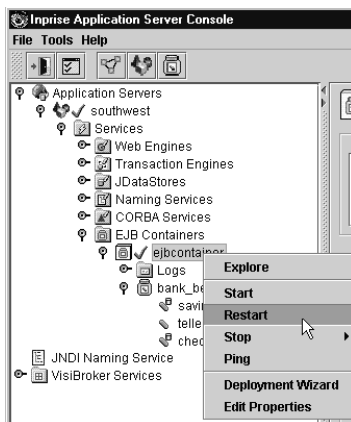 Inprise Application Server Console
File Tools Help
Application Servers
southwest
Services
Web Engines
Transaction Engines
JDataStores
Naming Services
CORBA Services
EJB Containers
ejbcontainer
Logs
Explore
Start
Restart
Stop
Ping
Deployment Wizard
Edit Properties
JNDI Naming Service
VisiBroker Services